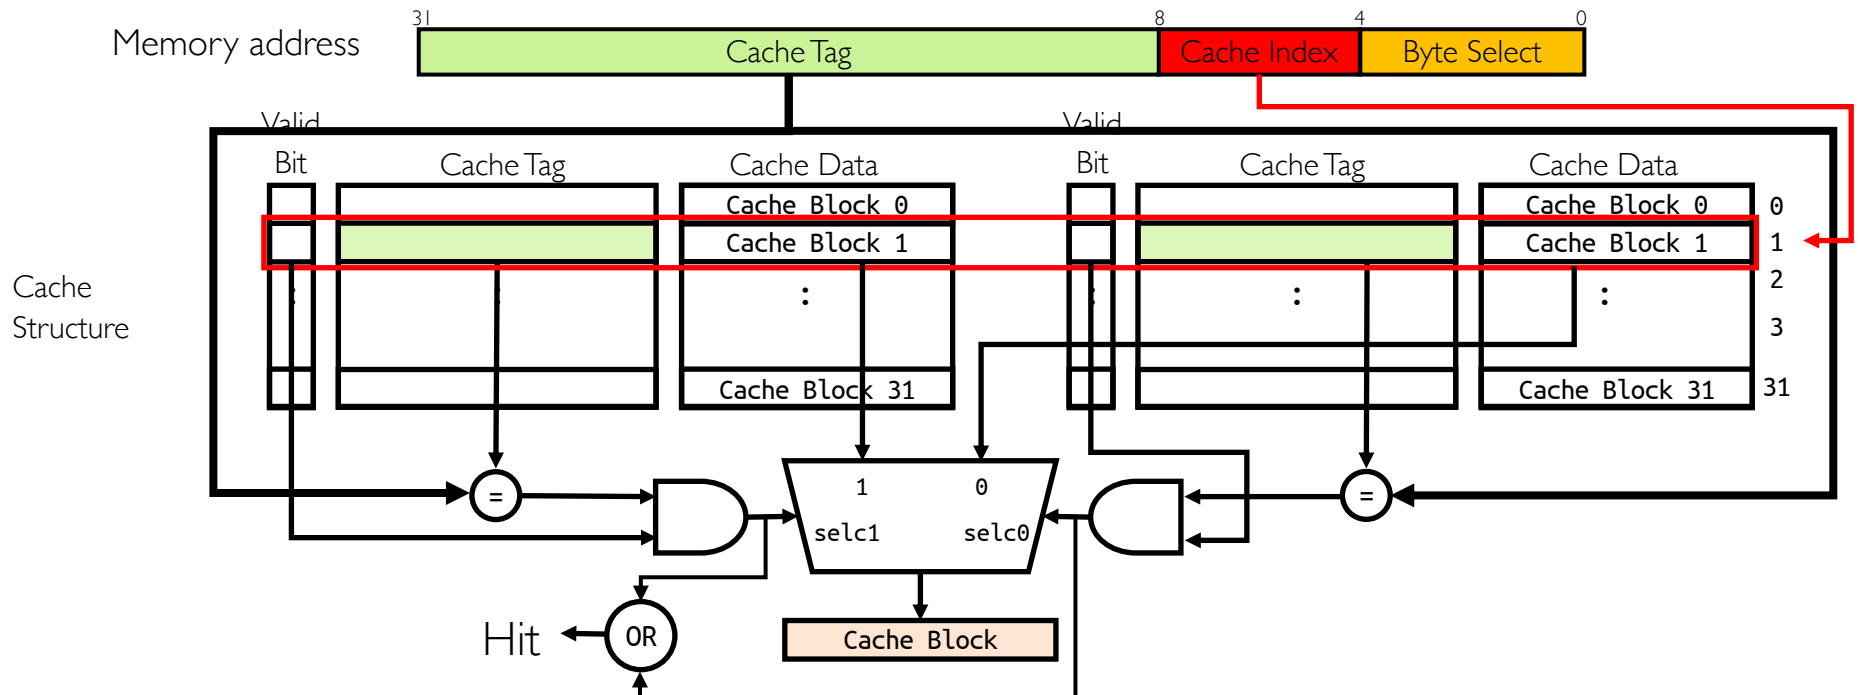 31 8 4 0
Memory address Cache Tag Cache Index Byte Select
Valid Valid
Bit Cache Tag Cache Data Bit Cache Tag Cache Data
Cache Block 0 Cache Block 0 0
Cache Block 1 Cache Block 1 1
: : : : : : 2
Cache
Structure
3
Cache Block 31 Cache Block 31 31
1 0
= =
selc1 selc0
Hit OR Cache Block